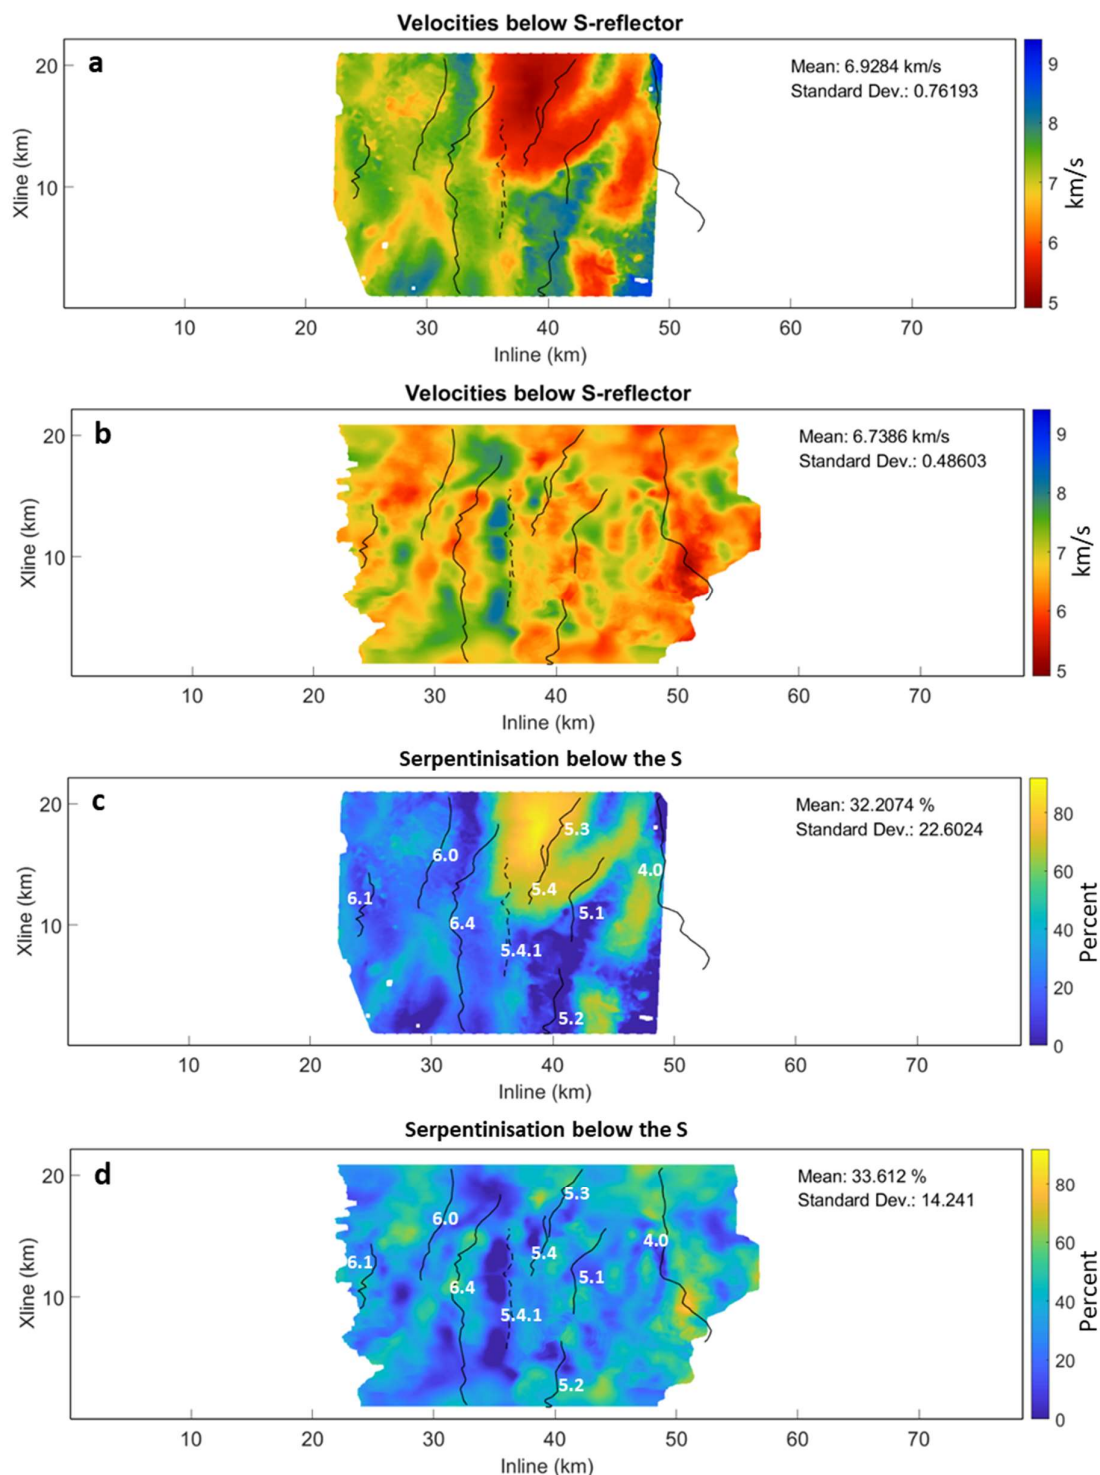 Velocities below S-reflector
a
Mean: 6.9284 km/s
Standard Dev.: 0.76193
20
10
Xline (km)
10 20 30 40 50 60 70
Inline (km)
9
8
7
6
5
km/s
Velocities below S-reflector
b
Mean: 6.7386 km/s
Standard Dev.: 0.48603
20
10
Xline (km)
10 20 30 40 50 60 70
Inline (km)
9
8
7
6
5
km/s
Serpentinisation below the S
c
Mean: 32.2074 %
Standard Dev.: 22.6024
20
10
Xline (km)
5.3
6.0
4.0
5.4
6.1
5.1
6.4
5.4.1
5.2
10 20 30 40 50 60 70
Inline (km)
80
60
40
20
0
Percent
Serpentinisation below the S
d
Mean: 33.612 %
Standard Dev.: 14.241
20
10
Xline (km)
5.3
6.0
4.0
5.4
6.1
5.1
6.4
5.4.1
5.2
10 20 30 40 50 60 70
Inline (km)
80
60
40
20
0
Percent